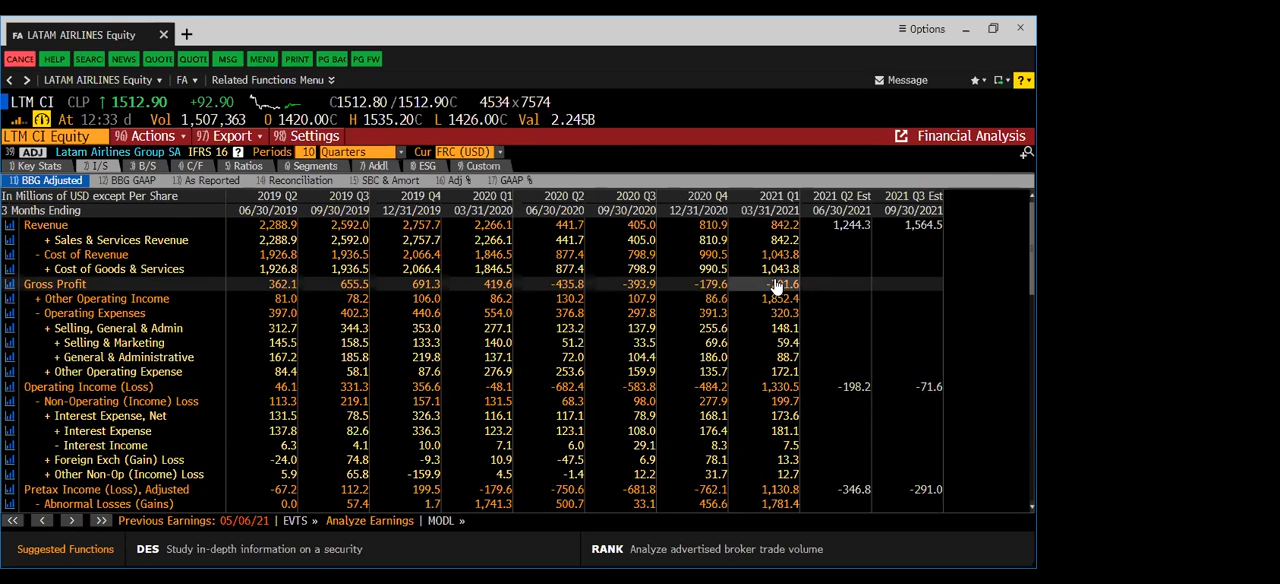 FA LATAM AIRLINES Equity × + Options
CANCE HELP SEARC NEWS QUOTE QUOTE MSG MENU PRINT PG BAC PG FW
LATAM AIRLINES Equity FA Related Functions Menu Message
LTM CI CLP ↑ 1512.90 +92.90 C1512.80 /1512.90C 4534 x 7574
At 12:33 d Vol 1,507,363 O 1420.00C H 1535.20C L 1426.00C Val 2.245B
LTM CI Equity 96) Actions 97) Export 98) Settings Financial Analysis
39) ADJ Latam Airlines Group SA IFRS 16 ? Periods 10 Quarters Cur FRC (USD)
1) Key Stats 2) I/S 3) B/S 4) C/F 5) Ratios 6) Segments 7) Addl 8) ESG 9) Custom
11) BBG Adjusted 12) BBG GAAP 13) As Reported 14) Reconciliation 15) SBC & Amort 16) Adj % 17) GAAP %
In Millions of USD except Per Share 2019 Q2 2019 Q3 2019 Q4 2020 Q1 2020 Q2 2020 Q3 2020 Q4 2021 Q1 2021 Q2 Est 2021 Q3 Est
3 Months Ending 06/30/2019 09/30/2019 12/31/2019 03/31/2020 06/30/2020 09/30/2020 12/31/2020 03/31/2021 06/30/2021 09/30/2021
Revenue 2,288.9 2,592.0 2,757.7 2,266.1 441.7 405.0 810.9 842.2 1,244.3 1,564.5
+ Sales & Services Revenue 2,288.9 2,592.0 2,757.7 2,266.1 441.7 405.0 810.9 842.2
- Cost of Revenue 1,926.8 1,936.5 2,066.4 1,846.5 877.4 798.9 990.5 1,043.8
+ Cost of Goods & Services 1,926.8 1,936.5 2,066.4 1,846.5 877.4 798.9 990.5 1,043.8
Gross Profit 362.1 655.5 691.3 419.6 -435.8 -393.9 -179.6
+ Other Operating Income 81.0 78.2 106.0 86.2 130.2 107.9 86.6 1,852.4
- Operating Expenses 397.0 402.3 440.6 554.0 376.8 297.8 391.3 320.3
+ Selling, General & Admin 312.7 344.3 353.0 277.1 123.2 137.9 255.6 148.1
+ Selling & Marketing 145.5 158.5 133.3 140.0 51.2 33.5 69.6 59.4
+ General & Administrative 167.2 185.8 219.8 137.1 72.0 104.4 186.0 88.7
+ Other Operating Expense 84.4 58.1 87.6 276.9 253.6 159.9 135.7 172.1
Operating Income (Loss) 46.1 331.3 356.6 -48.1 -682.4 -583.8 -484.2 1,330.5 -198.2 -71.6
- Non-Operating (Income) Loss 113.3 219.1 157.1 131.5 68.3 98.0 277.9 199.7
+ Interest Expense, Net 131.5 78.5 326.3 116.1 117.1 78.9 168.1 173.6
+ Interest Expense 137.8 82.6 336.3 123.2 123.1 108.0 176.4 181.1
- Interest Income 6.3 4.1 10.0 7.1 6.0 29.1 8.3 7.5
+ Foreign Exch (Gain) Loss -24.0 74.8 -9.3 10.9 -47.5 6.9 78.1 13.3
+ Other Non-Op (Income) Loss 5.9 65.8 -159.9 4.5 -1.4 12.2 31.7 12.7
Pretax Income (Loss), Adjusted -67.2 112.2 199.5 -179.6 -750.6 -681.8 -762.1 1,130.8 -346.8 -291.0
- Abnormal Losses (Gains) 0.0 57.4 1.7 1,741.3 500.7 33.1 456.6 1,781.4
Previous Earnings: 05/06/21 | EVTS » Analyze Earnings | MODL »
Suggested Functions DES Study in-depth information on a security RANK Analyze advertised broker trade volume